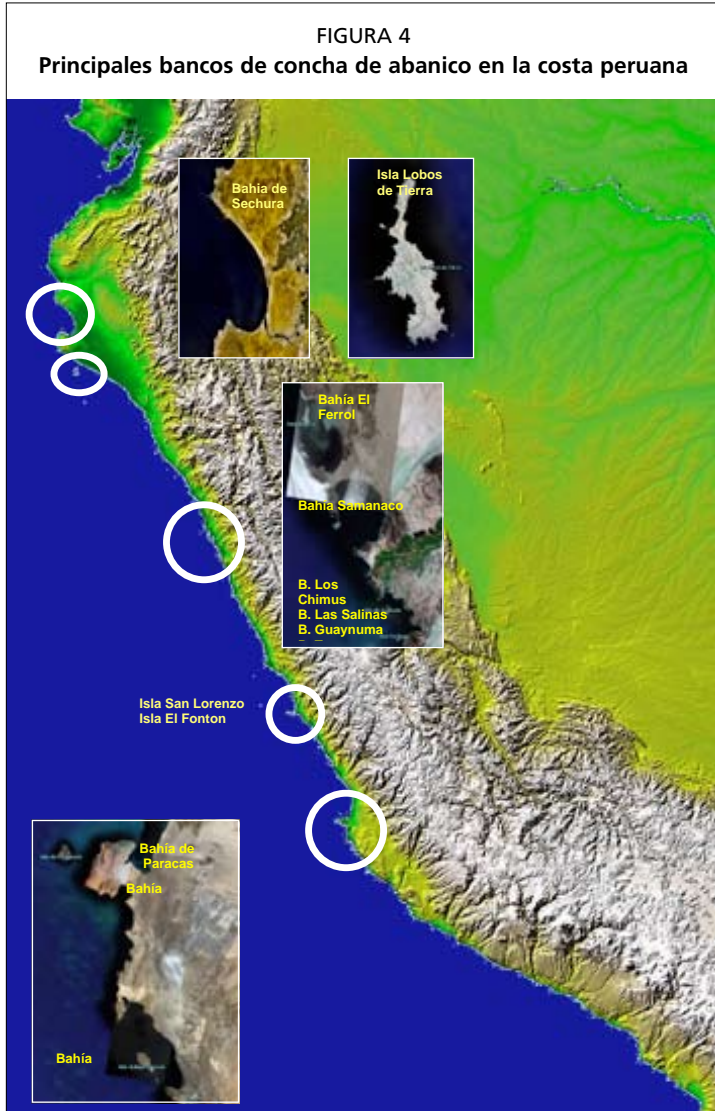 FIGURA 4
Principales bancos de concha de abanico en la costa peruana
Bahia de
Sechura
Isla Lobos
de Tierra
Bahía El
Ferrol
Bahía Samanaco
B. Los
Chimus
B. Las Salinas
B. Guaynuma
Isla San Lorenzo
Isla El Fonton
Bahía de
Paracas
Bahía
Bahía